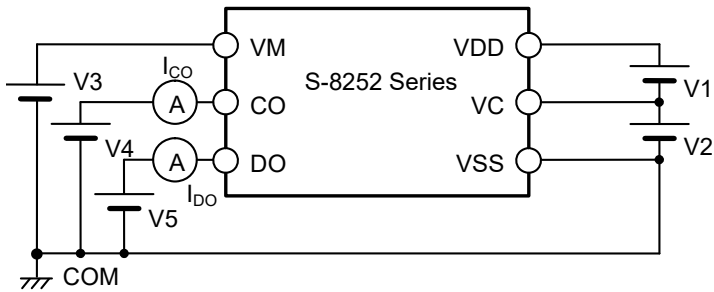 VM
VDD
V3
I_CO
A
S-8252 Series
V1
CO
VC
V4
A
V2
DO
VSS
I_DO
V5
COM